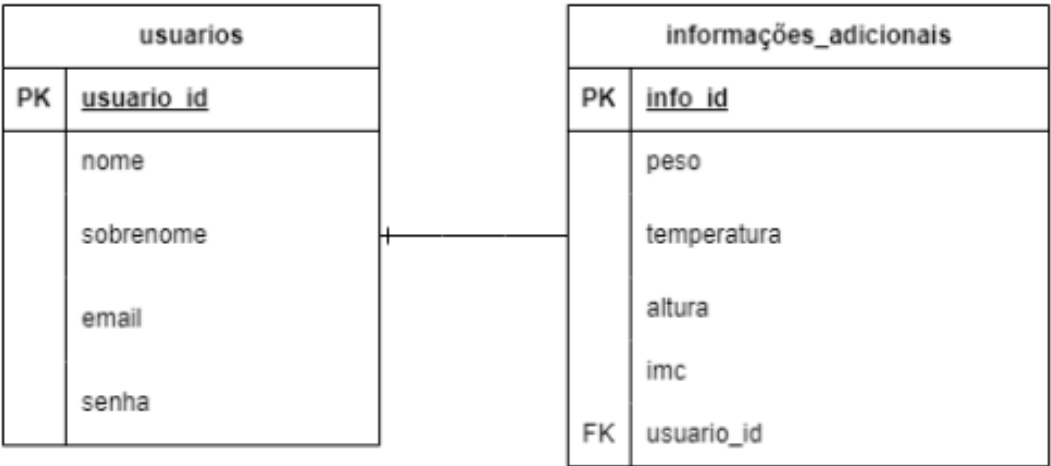 usuarios
PK usuario_id
nome
sobrenome
email
senha
informações_adicionais
PK info_id
peso
temperatura
altura
imc
FK usuario_id